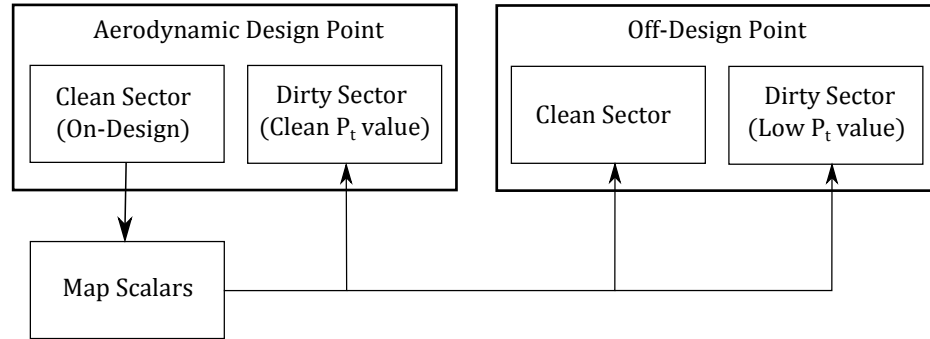 Aerodynamic Design Point
Clean Sector
(On-Design)
Dirty Sector
(Clean Pₜ value)
Off-Design Point
Clean Sector
Dirty Sector
(Low Pₜ value)
Map Scalars